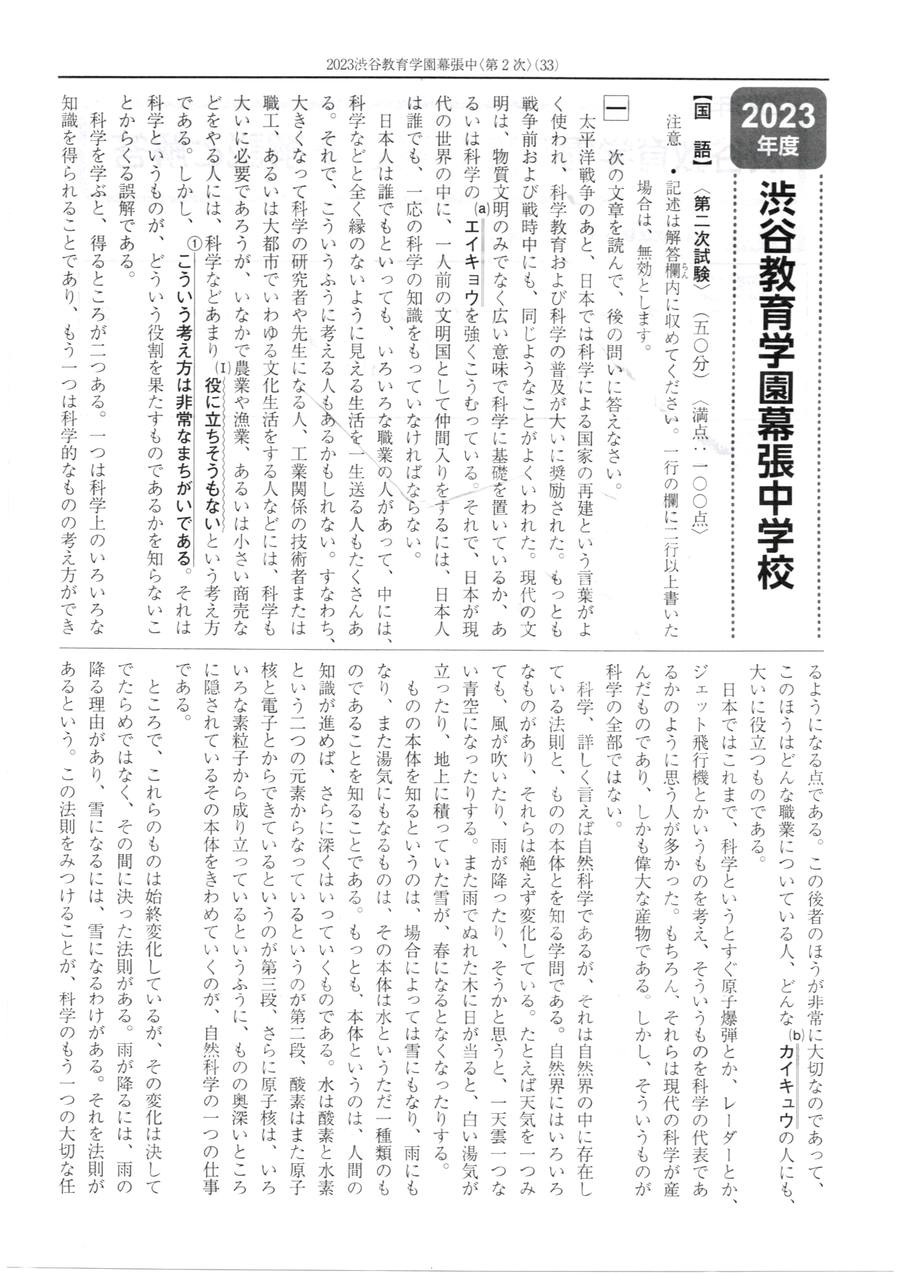 2023渋谷教育学園幕張中〈第2次〉(33)
2023
年度
渋谷教育学園幕張中学校
【国 語】〈第二次試験〉（五〇分）〈満点：一〇〇点〉
注意 ・記述は解答欄内に収めてください。一行の欄に二行以上書いた
らん
場合は、無効とします。
一 次の文章を読んで、後の問いに答えなさい。
太平洋戦争のあと、日本では科学による国家の再建という言葉がよ
く使われ、科学教育および科学の普及が大いに奨励された。もっとも
戦争前および戦時中にも、同じようなことがよくいわれた。現代の文
明は、物質文明のみでなく広い意味で科学に基礎を置いているか、あ
るいは科学の(a)エイキョウを強くこうむっている。それで、日本が現
代の世界の中に、一人前の文明国として仲間入りをするには、日本人
は誰でも、一応の科学の知識をもっていなければならない。
日本人は誰でもといっても、いろいろな職業の人があって、中には、
科学などと全く縁のないように見える生活を一生送る人もたくさんあ
る。それで、こういうふうに考える人もあるかもしれない。すなわち、
大きくなって科学の研究者や先生になる人、工業関係の技術者または
職工、あるいは大都市でいわゆる文化生活をする人などには、科学も
大いに必要であろうが、いなかで農業や漁業、あるいは小さい商売な
どをやる人には、科学などあまり(I)役に立ちそうもないという考え方
である。しかし、①こういう考え方は非常なまちがいである。それは
科学というものが、どういう役割を果たすものであるかを知らないこ
とからくる誤解である。
科学を学ぶと、得るところが二つある。一つは科学上のいろいろな
知識を得られることであり、もう一つは科学的なものの考え方ができ
るようになる点である。この後者のほうが非常に大切なのであって、
このほうはどんな職業についている人、どんな(b)カイキュウの人にも、
大いに役立つものである。
日本ではこれまで、科学というとすぐ原子爆弾とか、レーダーとか、
ジェット飛行機とかいうものを考え、そういうものを科学の代表であ
るかのように思う人が多かった。もちろん、それらは現代の科学が産
んだものであり、しかも偉大な産物である。しかし、そういうものが
科学の全部ではない。
科学、詳しく言えば自然科学であるが、それは自然界の中に存在し
ている法則と、ものの本体とを知る学問である。自然界にはいろいろ
なものがあり、それらは絶えず変化している。たとえば天気を一つみ
ても、風が吹いたり、雨が降ったり、そうかと思うと、一天雲一つな
い青空になったりする。また雨でぬれた木に日が当ると、白い湯気が
立ったり、地上に積っていた雪が、春になるとなくなったりする。
ものの本体を知るというのは、場合によっては雪にもなり、雨にも
なり、また湯気にもなるものは、その本体は水というただ一種類のも
のであることを知ることである。もっとも、本体というのは、人間の
知識が進めば、さらに深くはいっていくものである。水は酸素と水素
という二つの元素からなっているというのが第二段、酸素はまた原子
核と電子とからできているというのが第三段、さらに原子核は、いろ
いろな素粒子から成り立っているというふうに、ものの奥深いところ
に隠されているその本体をきわめていくのが、自然科学の一つの仕事
である。
ところで、これらのものは始終変化しているが、その変化は決して
でたらめではなく、その間に決った法則がある。雨が降るには、雨の
降る理由があり、雪になるには、雪になるわけがある。それを法則が
あるという。この法則をみつけることが、科学のもう一つの大切な任